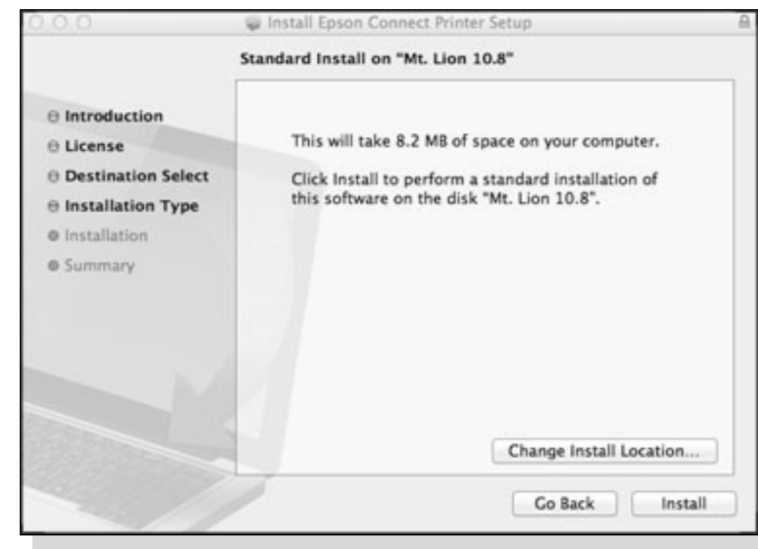 Install Epson Connect Printer Setup
Standard Install on "Mt. Lion 10.8"
Introduction
License
Destination Select
Installation Type
Installation
Summary
This will take 8.2 MB of space on your computer.
Click Install to perform a standard installation of
this software on the disk "Mt. Lion 10.8".
Change Install Location...
Go Back
Install